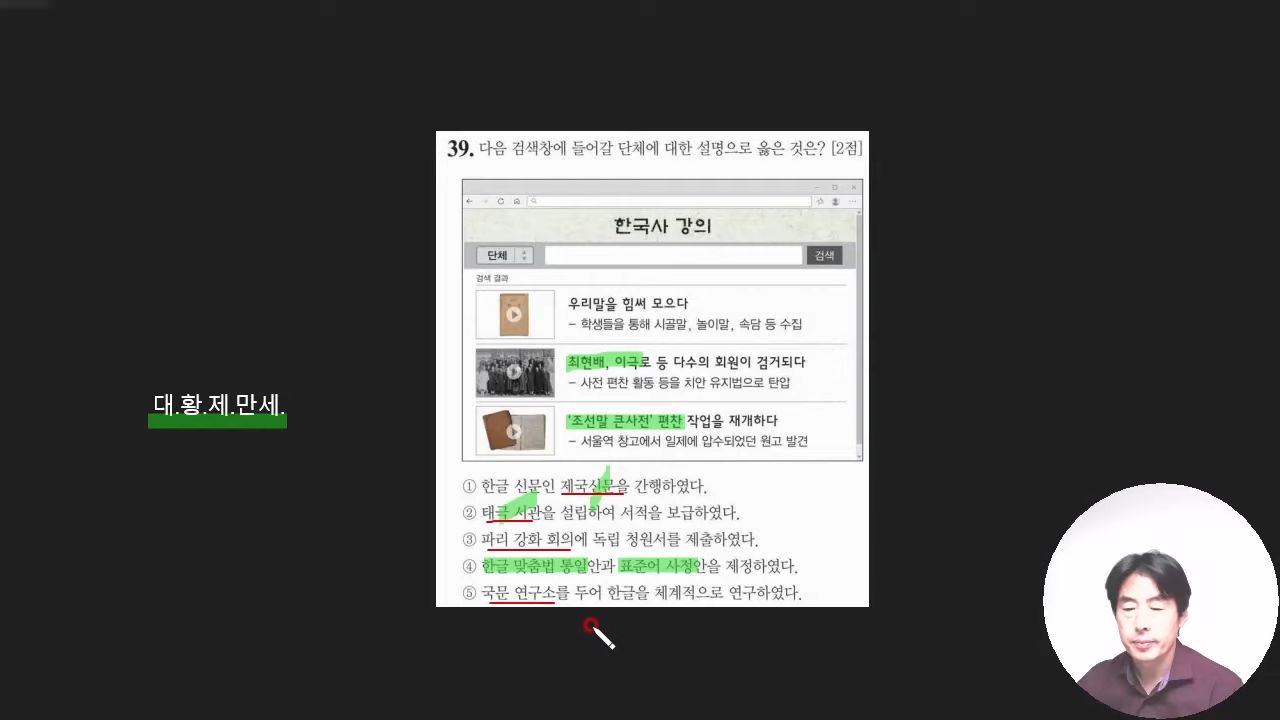 39. 다음 검색창에 들어갈 단체에 대한 설명으로 옳은 것은? [2점]
한국사 강의
단체
검색
검색 결과
우리말을 힘써 모으다
– 학생들을 통해 시골말, 놀이말, 속담 등 수집
최현배, 이극로 등 다수의 회원이 검거되다
– 사전 편찬 활동 등을 치안 유지법으로 탄압
‘조선말 큰사전’ 편찬 작업을 재개하다
– 서울역 창고에서 일제에 압수되었던 원고 발견
대.황.제.만세.
① 한글 신문인 제국신문을 간행하였다.
② 태극 서관을 설립하여 서적을 보급하였다.
③ 파리 강화 회의에 독립 청원서를 제출하였다.
④ 한글 맞춤법 통일안과 표준어 사정안을 제정하였다.
⑤ 국문 연구소를 두어 한글을 체계적으로 연구하였다.